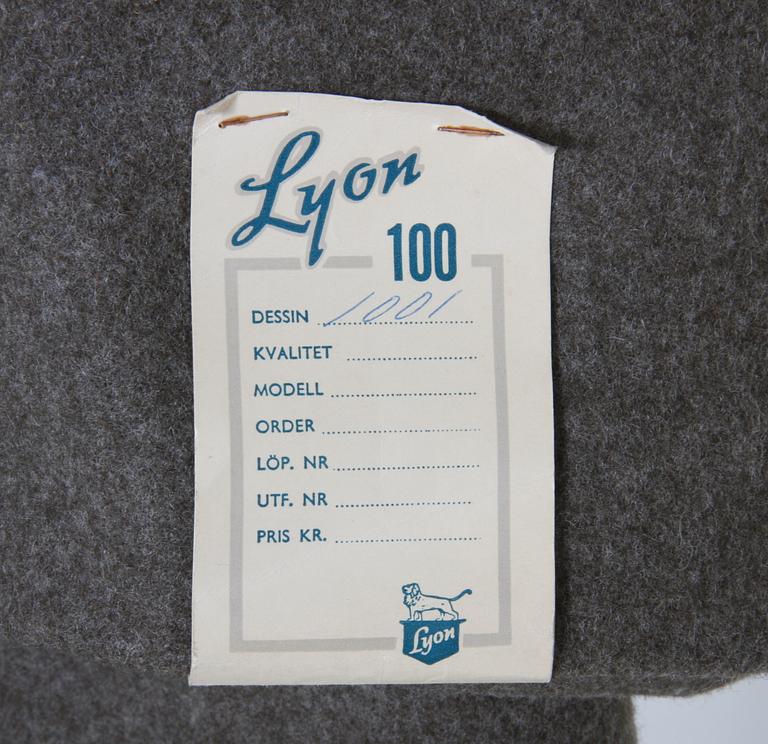 Lyon
100
DESSIN 1001
KVALITET
MODELL
ORDER
LÖP. NR
UTF. NR
PRIS KR.
Lyon